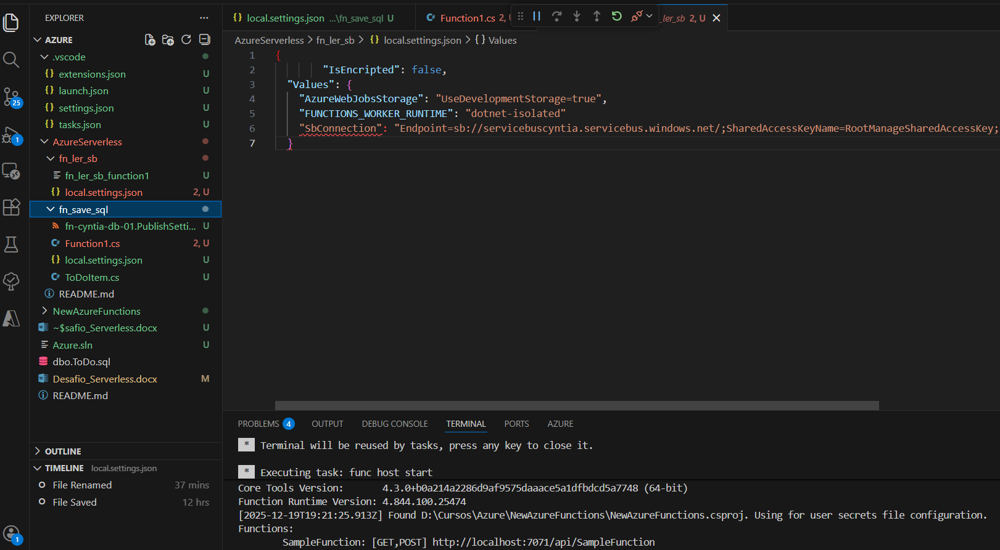 EXPLORER
AZURE
.vscode
extensions.json U
launch.json U
settings.json U
tasks.json U
AzureServerless
fn_ler_sb
fn_ler_sb_function1 U
local.settings.json 2, U
fn_save_sql
fn-cyntia-db-01.PublishSetti... U
Function1.cs 2, U
local.settings.json U
ToDoItem.cs U
README.md
NewAzureFunctions
~$safio_Serverless.docx U
Azure.sln U
dbo.ToDo.sql
Desafio_Serverless.docx M
README.md
OUTLINE
TIMELINE local.settings.json
File Renamed 37 mins
File Saved 12 hrs
25
1
1
{} local.settings.json ...\fn_save_sql U
C# Function1.cs 2, U
_ler_sb 2, U
AzureServerless > fn_ler_sb > {} local.settings.json > {} Values
1 {
2 "IsEncripted": false,
3 "Values": {
4 "AzureWebJobsStorage": "UseDevelopmentStorage=true",
5 "FUNCTIONS_WORKER_RUNTIME": "dotnet-isolated"
6 "SbConnection": "Endpoint=sb://servicebuscyntia.servicebus.windows.net/;SharedAccessKeyName=RootManageSharedAccessKey;
7 }
PROBLEMS 4 OUTPUT DEBUG CONSOLE TERMINAL PORTS AZURE
* Terminal will be reused by tasks, press any key to close it.
* Executing task: func host start
Core Tools Version: 4.3.0+b0a214a2286d9af9575daaace5a1dfbdcd5a7748 (64-bit)
Function Runtime Version: 4.844.100.25474
[2025-12-19T19:21:25.913Z] Found D:\Cursos\Azure\NewAzureFunctions\NewAzureFunctions.csproj. Using for user secrets file configuration.
Functions:
SampleFunction: [GET,POST] http://localhost:7071/api/SampleFunction